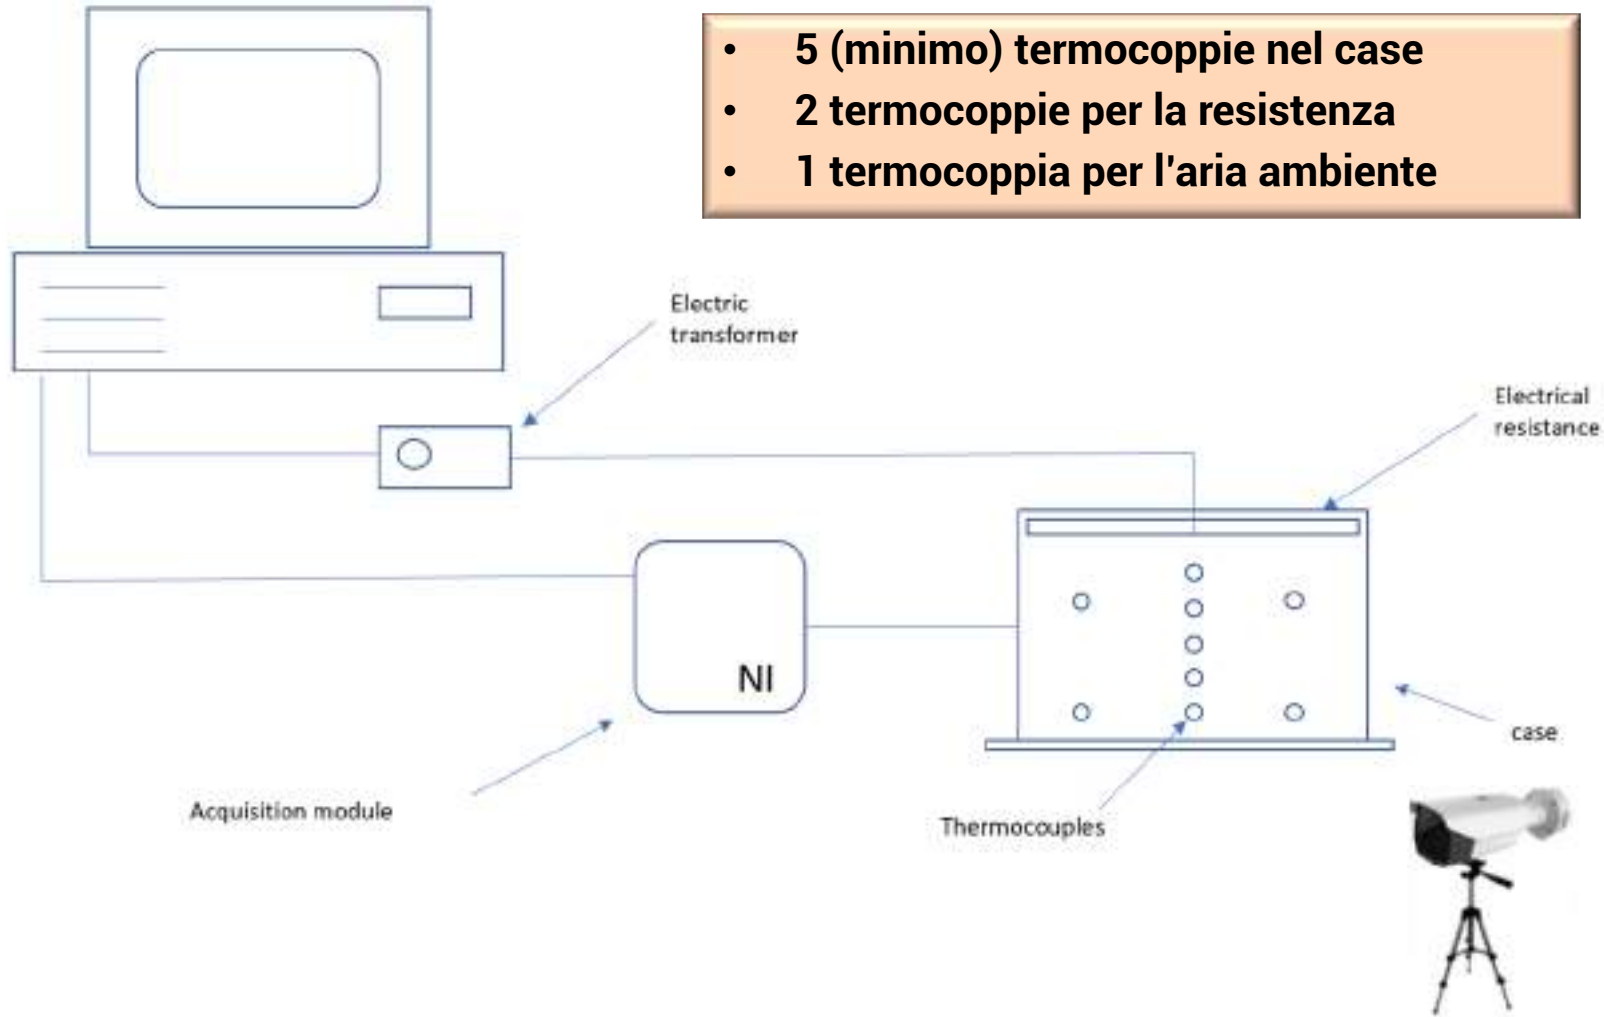 • 5 (minimo) termocoppie nel case
• 2 termocoppie per la resistenza
• 1 termocoppia per l'aria ambiente
Electric
transformer
Electrical
resistance
NI
case
Acquisition module
Thermocouples